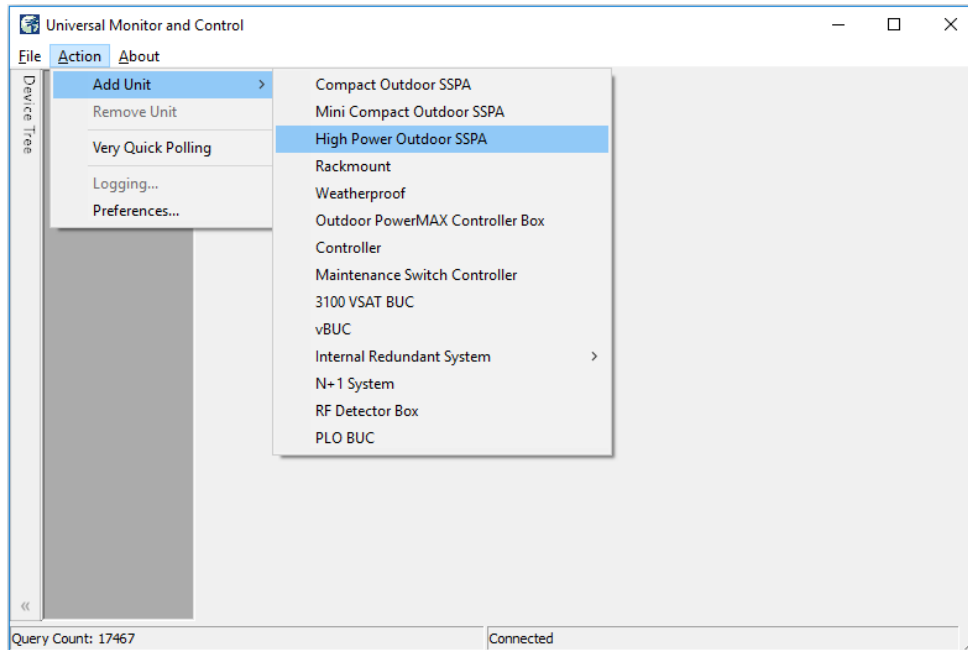 Universal Monitor and Control
File Action About
Device Tree
Add Unit
Remove Unit
Very Quick Polling
Logging...
Preferences...
Compact Outdoor SSPA
Mini Compact Outdoor SSPA
High Power Outdoor SSPA
Rackmount
Weatherproof
Outdoor PowerMAX Controller Box
Controller
Maintenance Switch Controller
3100 VSAT BUC
vBUC
Internal Redundant System
N+1 System
RF Detector Box
PLO BUC
Query Count: 17467
Connected